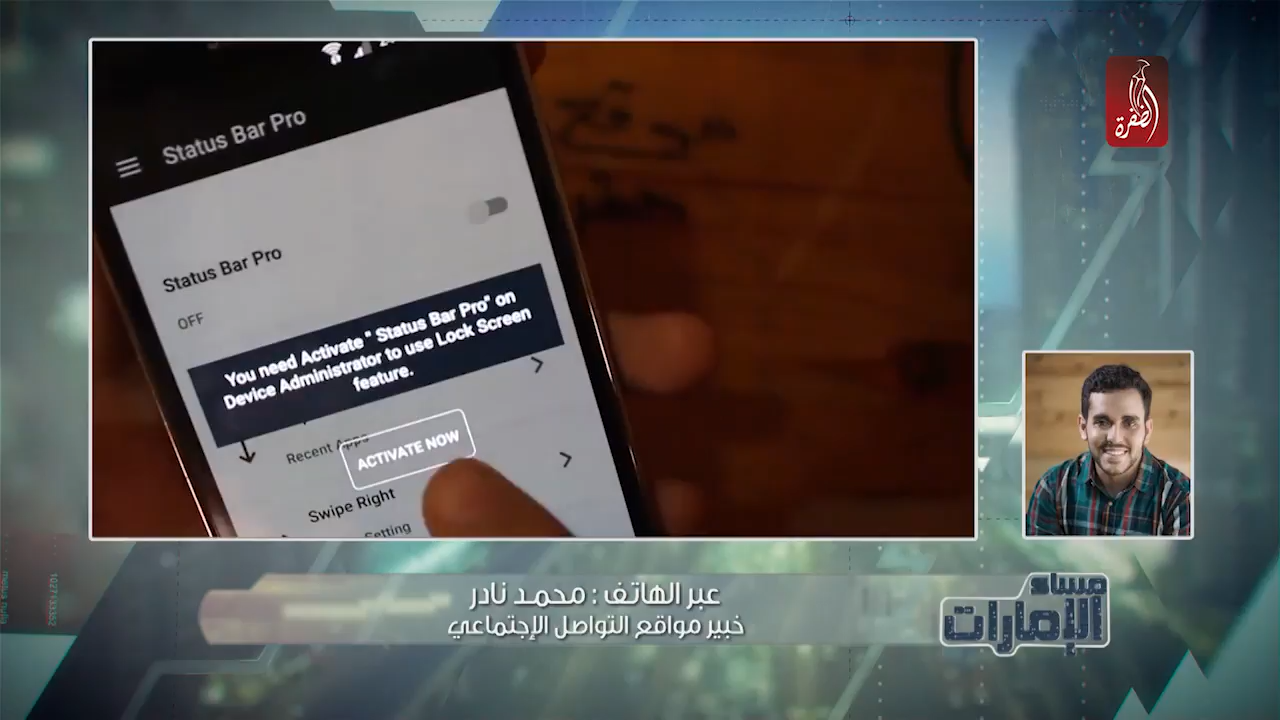 Status Bar Pro
Status Bar Pro
OFF
You need Activate " Status Bar Pro" on
Device Administrator to use Lock Screen
feature.
Recent Apps
ACTIVATE NOW
Swipe Right
Setting
الظفرة
عبر الهاتف : محمد نادر
خبير مواقع التواصل الإجتماعي
مساء
الإمارات